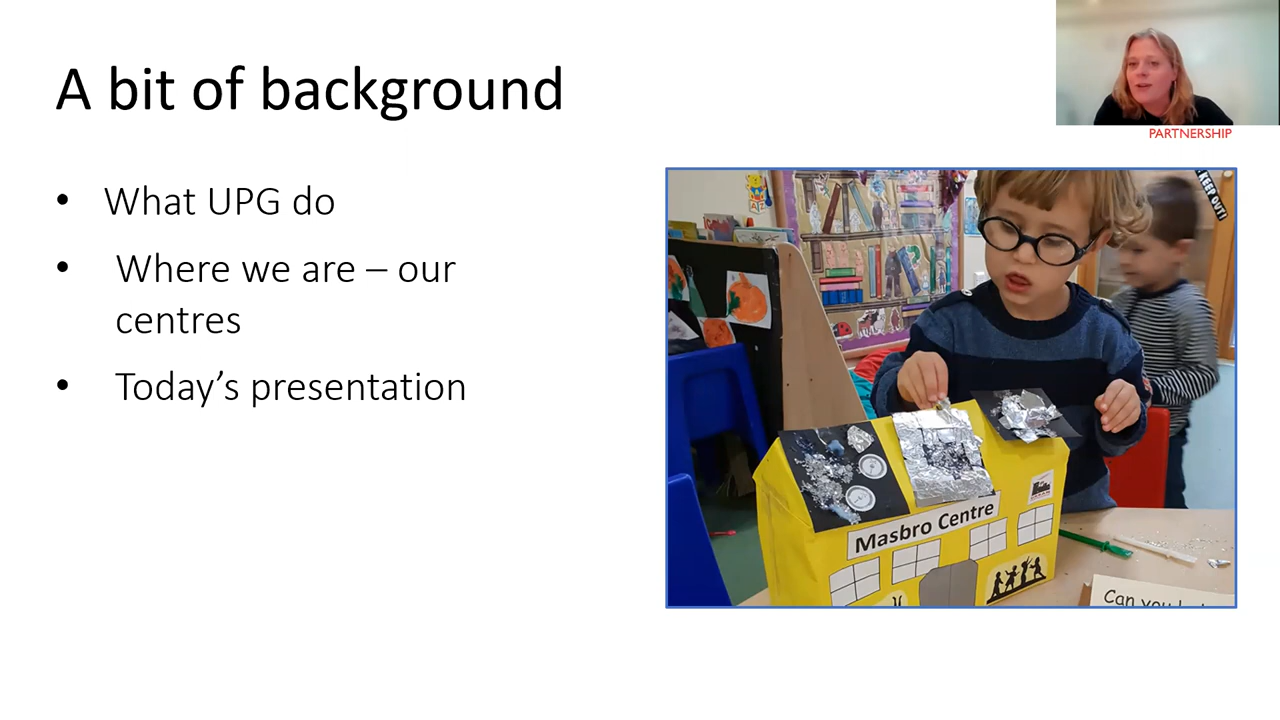 A bit of background
PARTNERSHIP
• What UPG do
• Where we are – our
centres
• Today’s presentation
KEEP OUT!
Masbro Centre
Can you